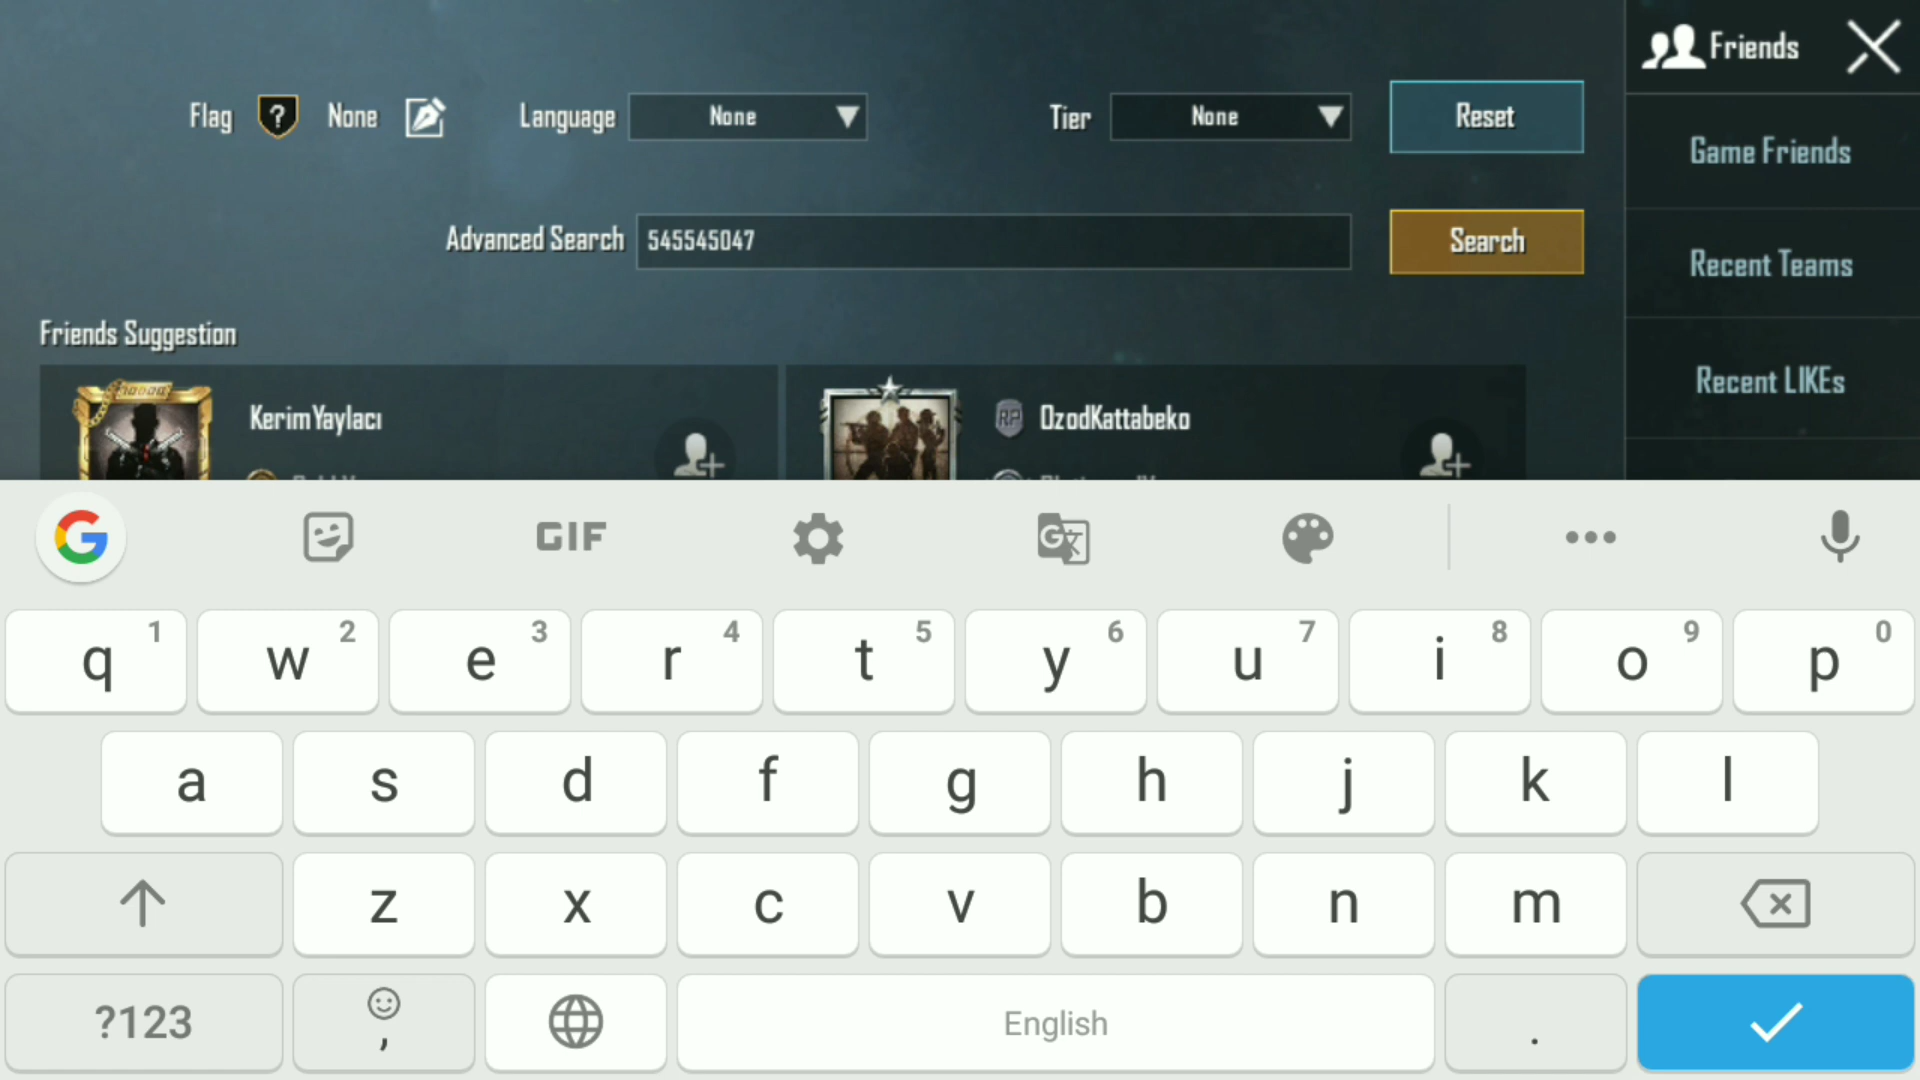 Friends
Flag ? None Language None Tier None Reset
Game Friends
Advanced Search 545545047 Search
Recent Teams
Friends Suggestion
Recent LIKEs
KerimYaylacı
RP OzodKattabeko
G GIF G
q 1 w 2 e 3 r 4 t 5 y 6 u 7 i 8 o 9 p 0
a s d f g h j k l
z x c v b n m
?123 , English .